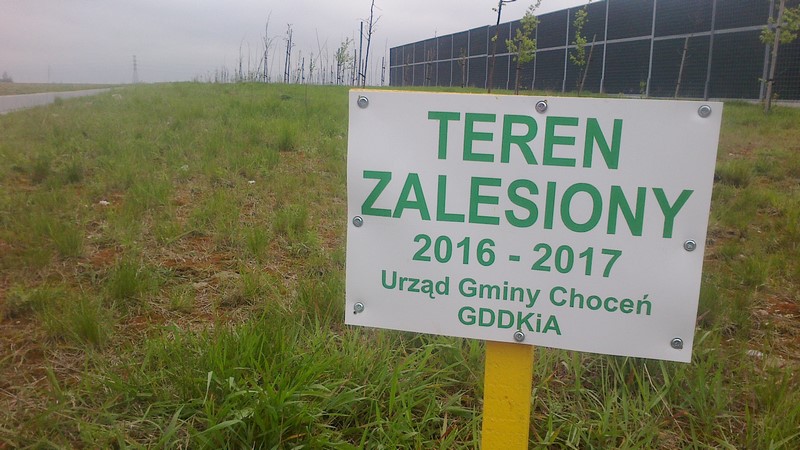 TEREN
ZALESIONY
2016 - 2017
Urząd Gminy Choceń
GDDKiA